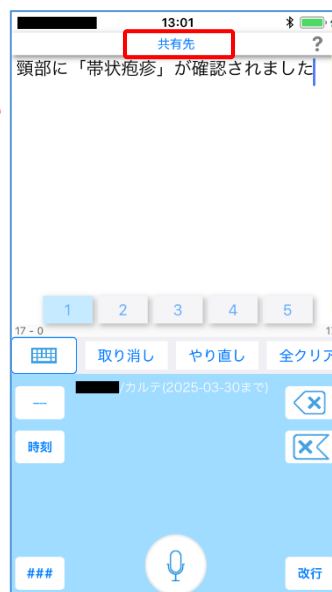 13:01
共有先
?
頸部に「帯状疱疹」が確認されました
1 2 3 4 5
17 - 0
取り消し やり直し 全クリア
/カルテ(2025-03-30まで)
時刻
### 改行